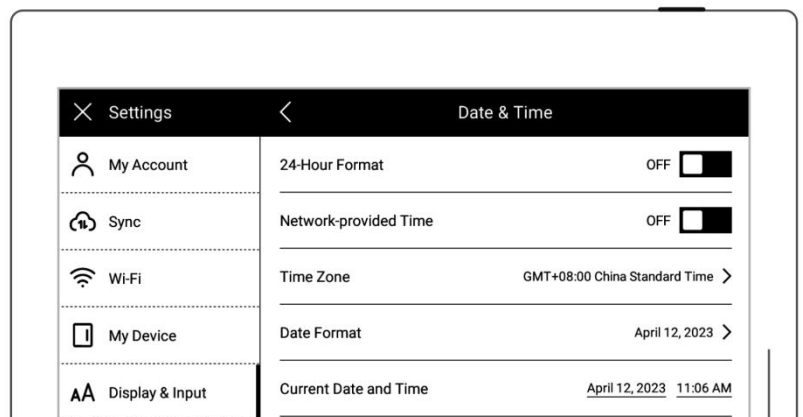 Settings
Date & Time
My Account
24-Hour Format
OFF
Sync
Network-provided Time
OFF
Wi-Fi
Time Zone
GMT+08:00 China Standard Time
My Device
Date Format
April 12, 2023
AA Display & Input
Current Date and Time
April 12, 2023 11:06 AM